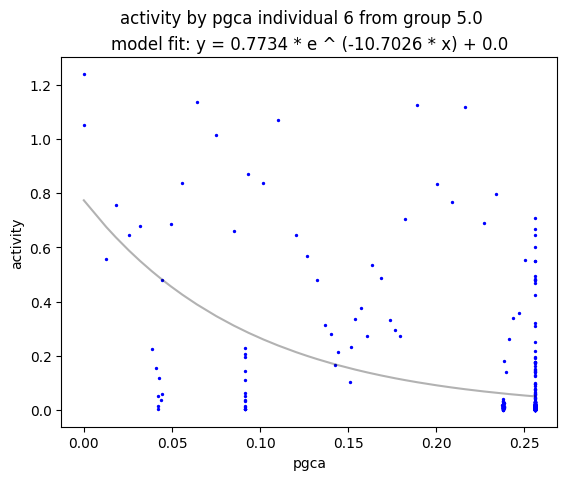 activity by pgca individual 6 from group 5.0
model fit: y = 0.7734 * e ^ (-10.7026 * x) + 0.0
1.2
1.0
0.8
0.6
0.4
0.2
0.0
activity
0.00 0.05 0.10 0.15 0.20 0.25
pgca